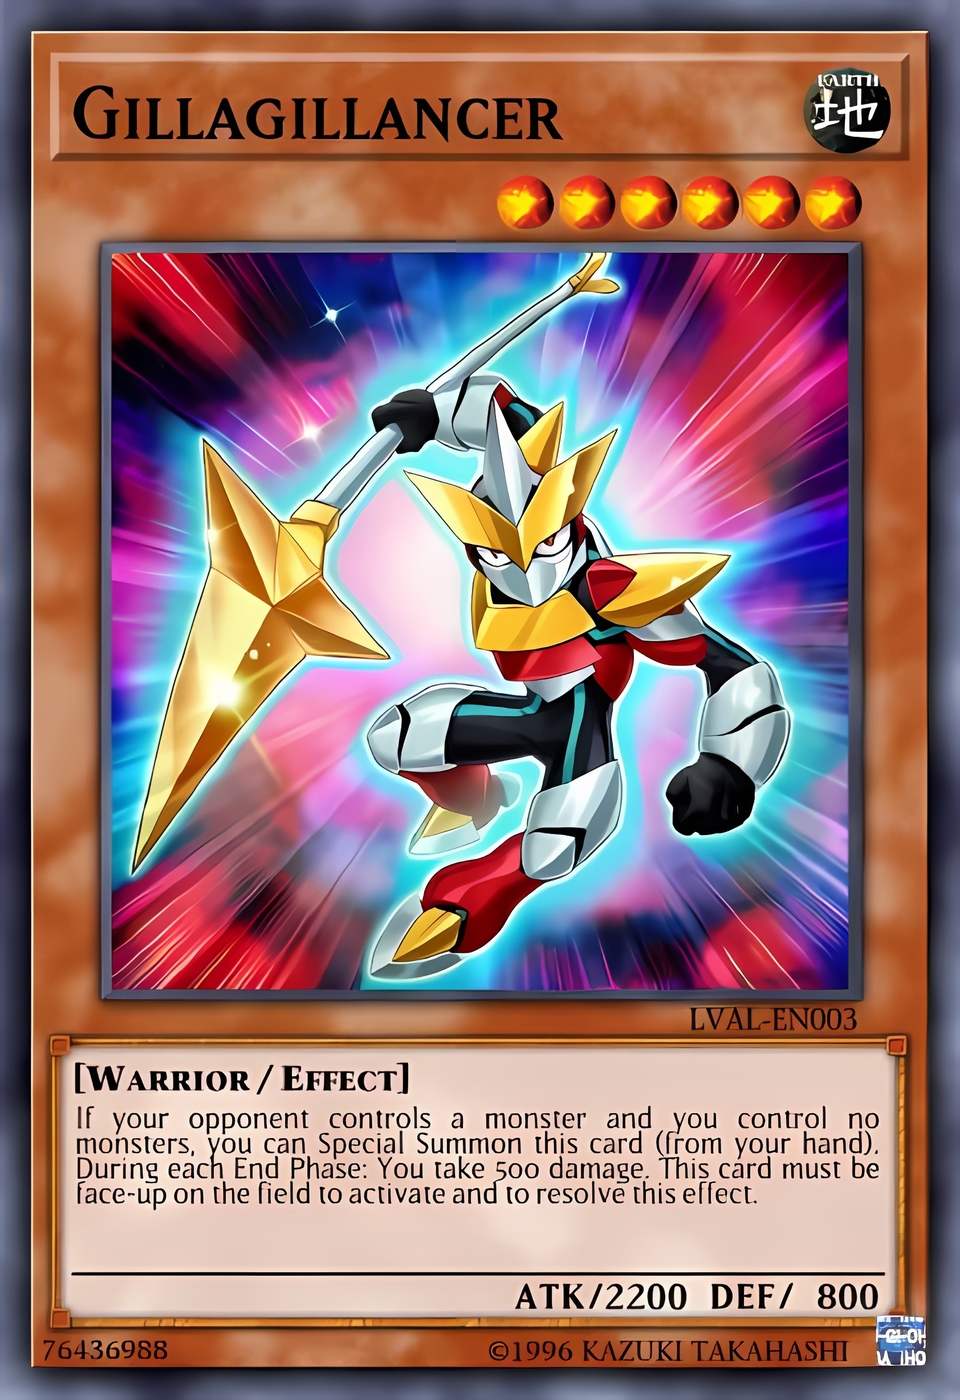 GILLAGILLANCER
EARTH
地
LVAL-EN003
[WARRIOR / EFFECT]
If your opponent controls a monster and you control no
monsters, you can Special Summon this card (from your hand).
During each End Phase: You take 500 damage. This card must be
face-up on the field to activate and to resolve this effect.
ATK/2200 DEF/ 800
76436988
©1996 KAZUKI TAKAHASHI